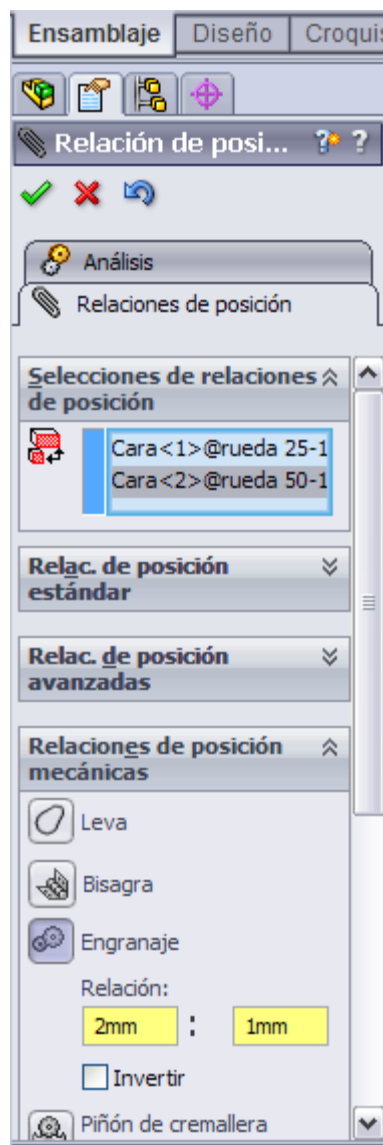 Ensamblaje Diseño Croquis
Relación de posi... ? ?
Análisis
Relaciones de posición
Selecciones de relaciones
de posición
Cara<1>@rueda 25-1
Cara<2>@rueda 50-1
Relac. de posición
estándar
Relac. de posición
avanzadas
Relaciones de posición
mecánicas
Leva
Bisagra
Engranaje
Relación:
2mm : 1mm
Invertir
Piñón de cremallera